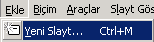 Ekle Biçim Araçlar Slayt Gös
Yeni Slayt... Ctrl+M